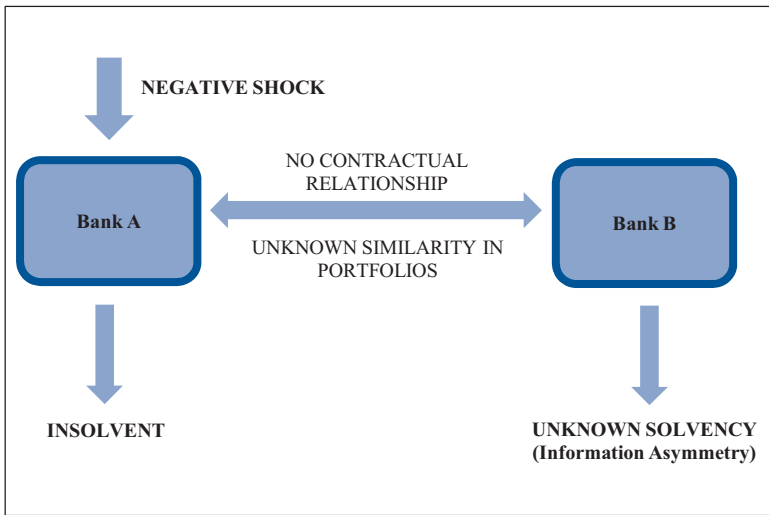 NEGATIVE SHOCK
NO CONTRACTUAL
RELATIONSHIP
Bank A
Bank B
UNKNOWN SIMILARITY IN
PORTFOLIOS
INSOLVENT
UNKNOWN SOLVENCY
(Information Asymmetry)